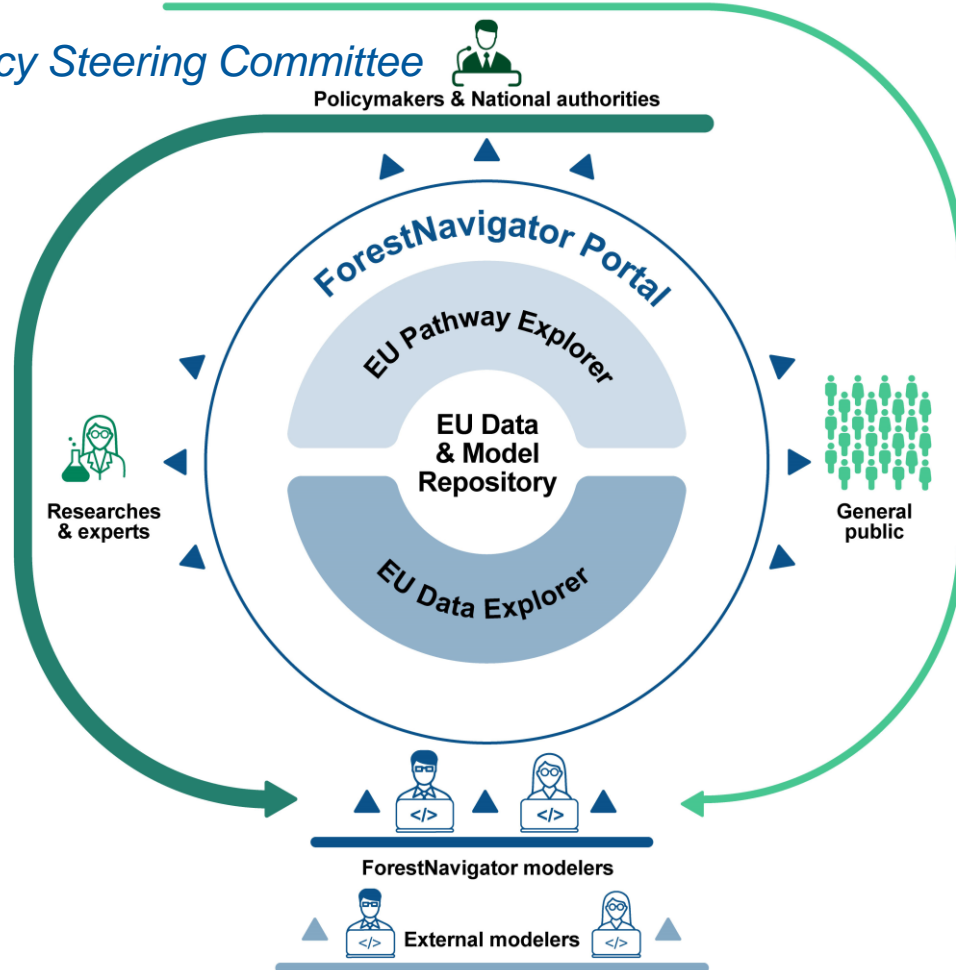 cy Steering Committee
Policymakers & National authorities
ForestNavigator Portal
EU Pathway Explorer
EU Data
& Model
Repository
EU Data Explorer
Researches
& experts
General
public
</>
</>
ForestNavigator modelers
</>
External modelers
</>